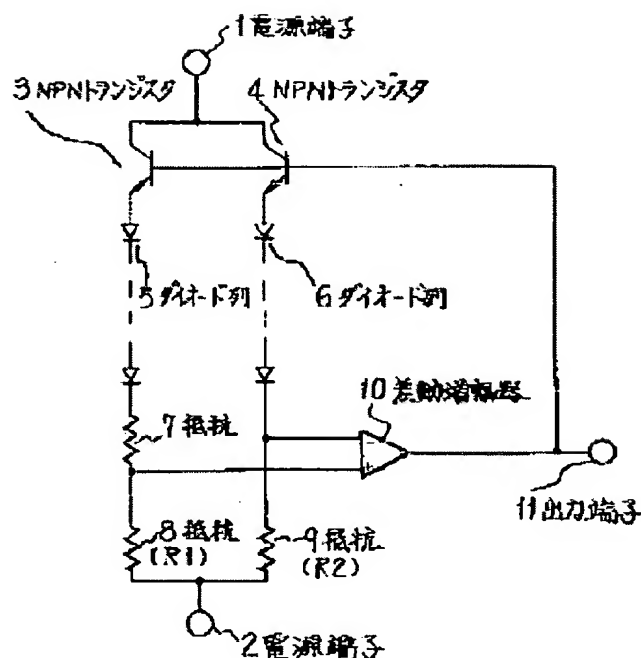 1電源端子
3 NPNトランジスタ
4 NPNトランジスタ
5ダイオード列
6ダイオード列
10差動増幅器
7抵抗
11出力端子
8抵抗
(R1)
9抵抗
(R2)
2電源端子